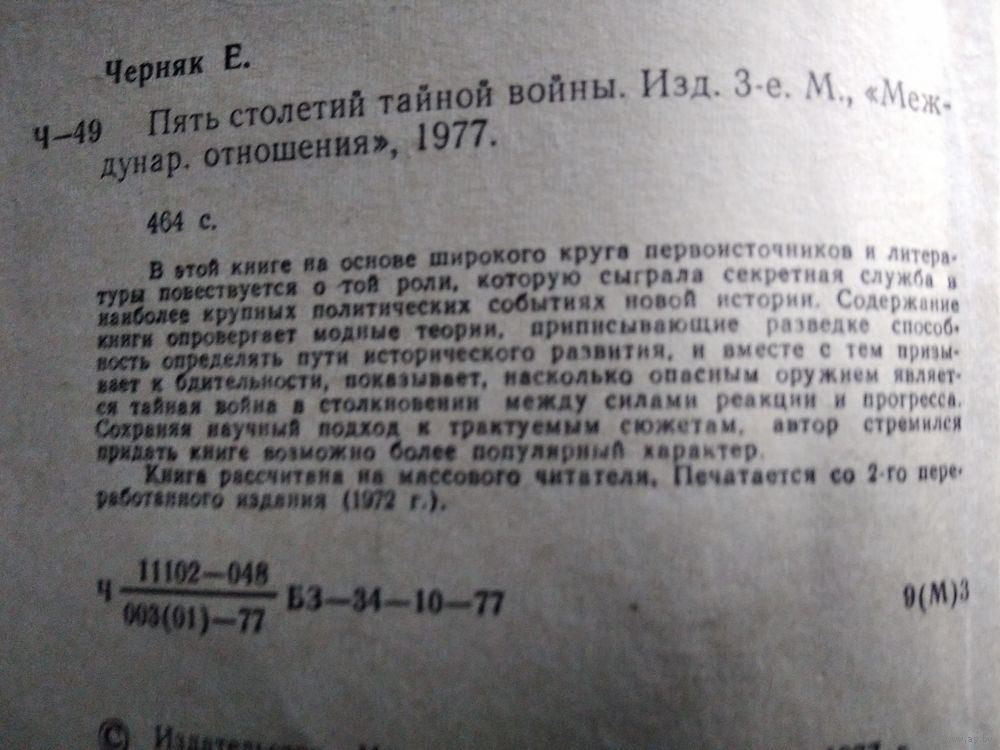 Черняк Е.
Ч—49 Пять столетий тайной войны. Изд. 3-е. М., «Меж-
дунар. отношения», 1977.
464 с.
В этой книге на основе широкого круга первоисточников и литера-
туры повествуется о той роли, которую сыграла секретная служба в
наиболее крупных политических событиях новой истории. Содержание
книги опровергает модные теории, приписывающие разведке способ-
ность определять пути исторического развития, и вместе с тем призы-
вает к бдительности, показывает, насколько опасным оружием являет-
ся тайная война в столкновении между силами реакции и прогресса.
Сохраняя научный подход к трактуемым сюжетам, автор стремился
придать книге возможно более популярный характер.
Книга рассчитана на массового читателя. Печатается со 2-го пере-
работанного издания (1972 г.).
11102—048
Ч БЗ—34—10—77 9(М)3
003(01)—77
©